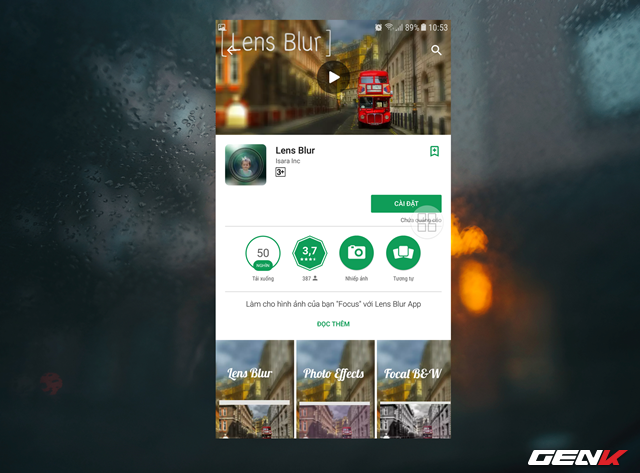 89% 10:53
[Lens Blur]
Lens Blur
Isara Inc
3+
CÀI ĐẶT
Chứa quảng cáo
50
NGHÌN
3,7
Tải xuống
387
Nhiếp ảnh
Tương tự
Làm cho hình ảnh của bạn "Focus" với Lens Blur App
ĐỌC THÊM
Lens Blur
Photo Effects
Focal B&W
GENK